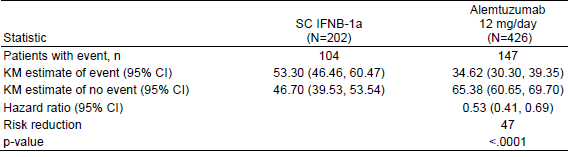 Alemtuzumab
SC IFNB-1a 12 mg/day
Statistic (N=202) (N=426)
Patients with event, n 104 147
KM estimate of event (95% CI) 53.30 (46.46, 60.47) 34.62 (30.30, 39.35)
KM estimate of no event (95% CI) 46.70 (39.53, 53.54) 65.38 (60.65, 69.70)
Hazard ratio (95% CI) 0.53 (0.41, 0.69)
Risk reduction 47
p-value <.0001